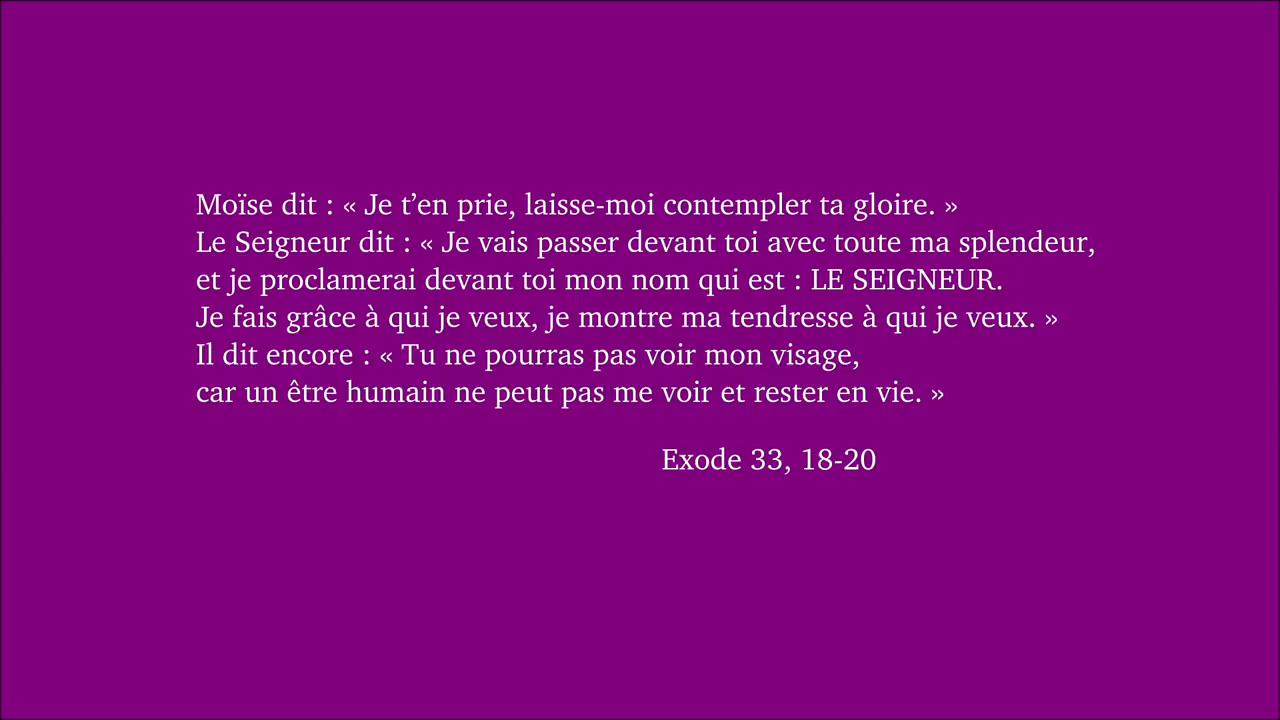 Moïse dit : « Je t’en prie, laisse-moi contempler ta gloire. »
Le Seigneur dit : « Je vais passer devant toi avec toute ma splendeur,
et je proclamerai devant toi mon nom qui est : LE SEIGNEUR.
Je fais grâce à qui je veux, je montre ma tendresse à qui je veux. »
Il dit encore : « Tu ne pourras pas voir mon visage,
car un être humain ne peut pas me voir et rester en vie. »
Exode 33, 18-20